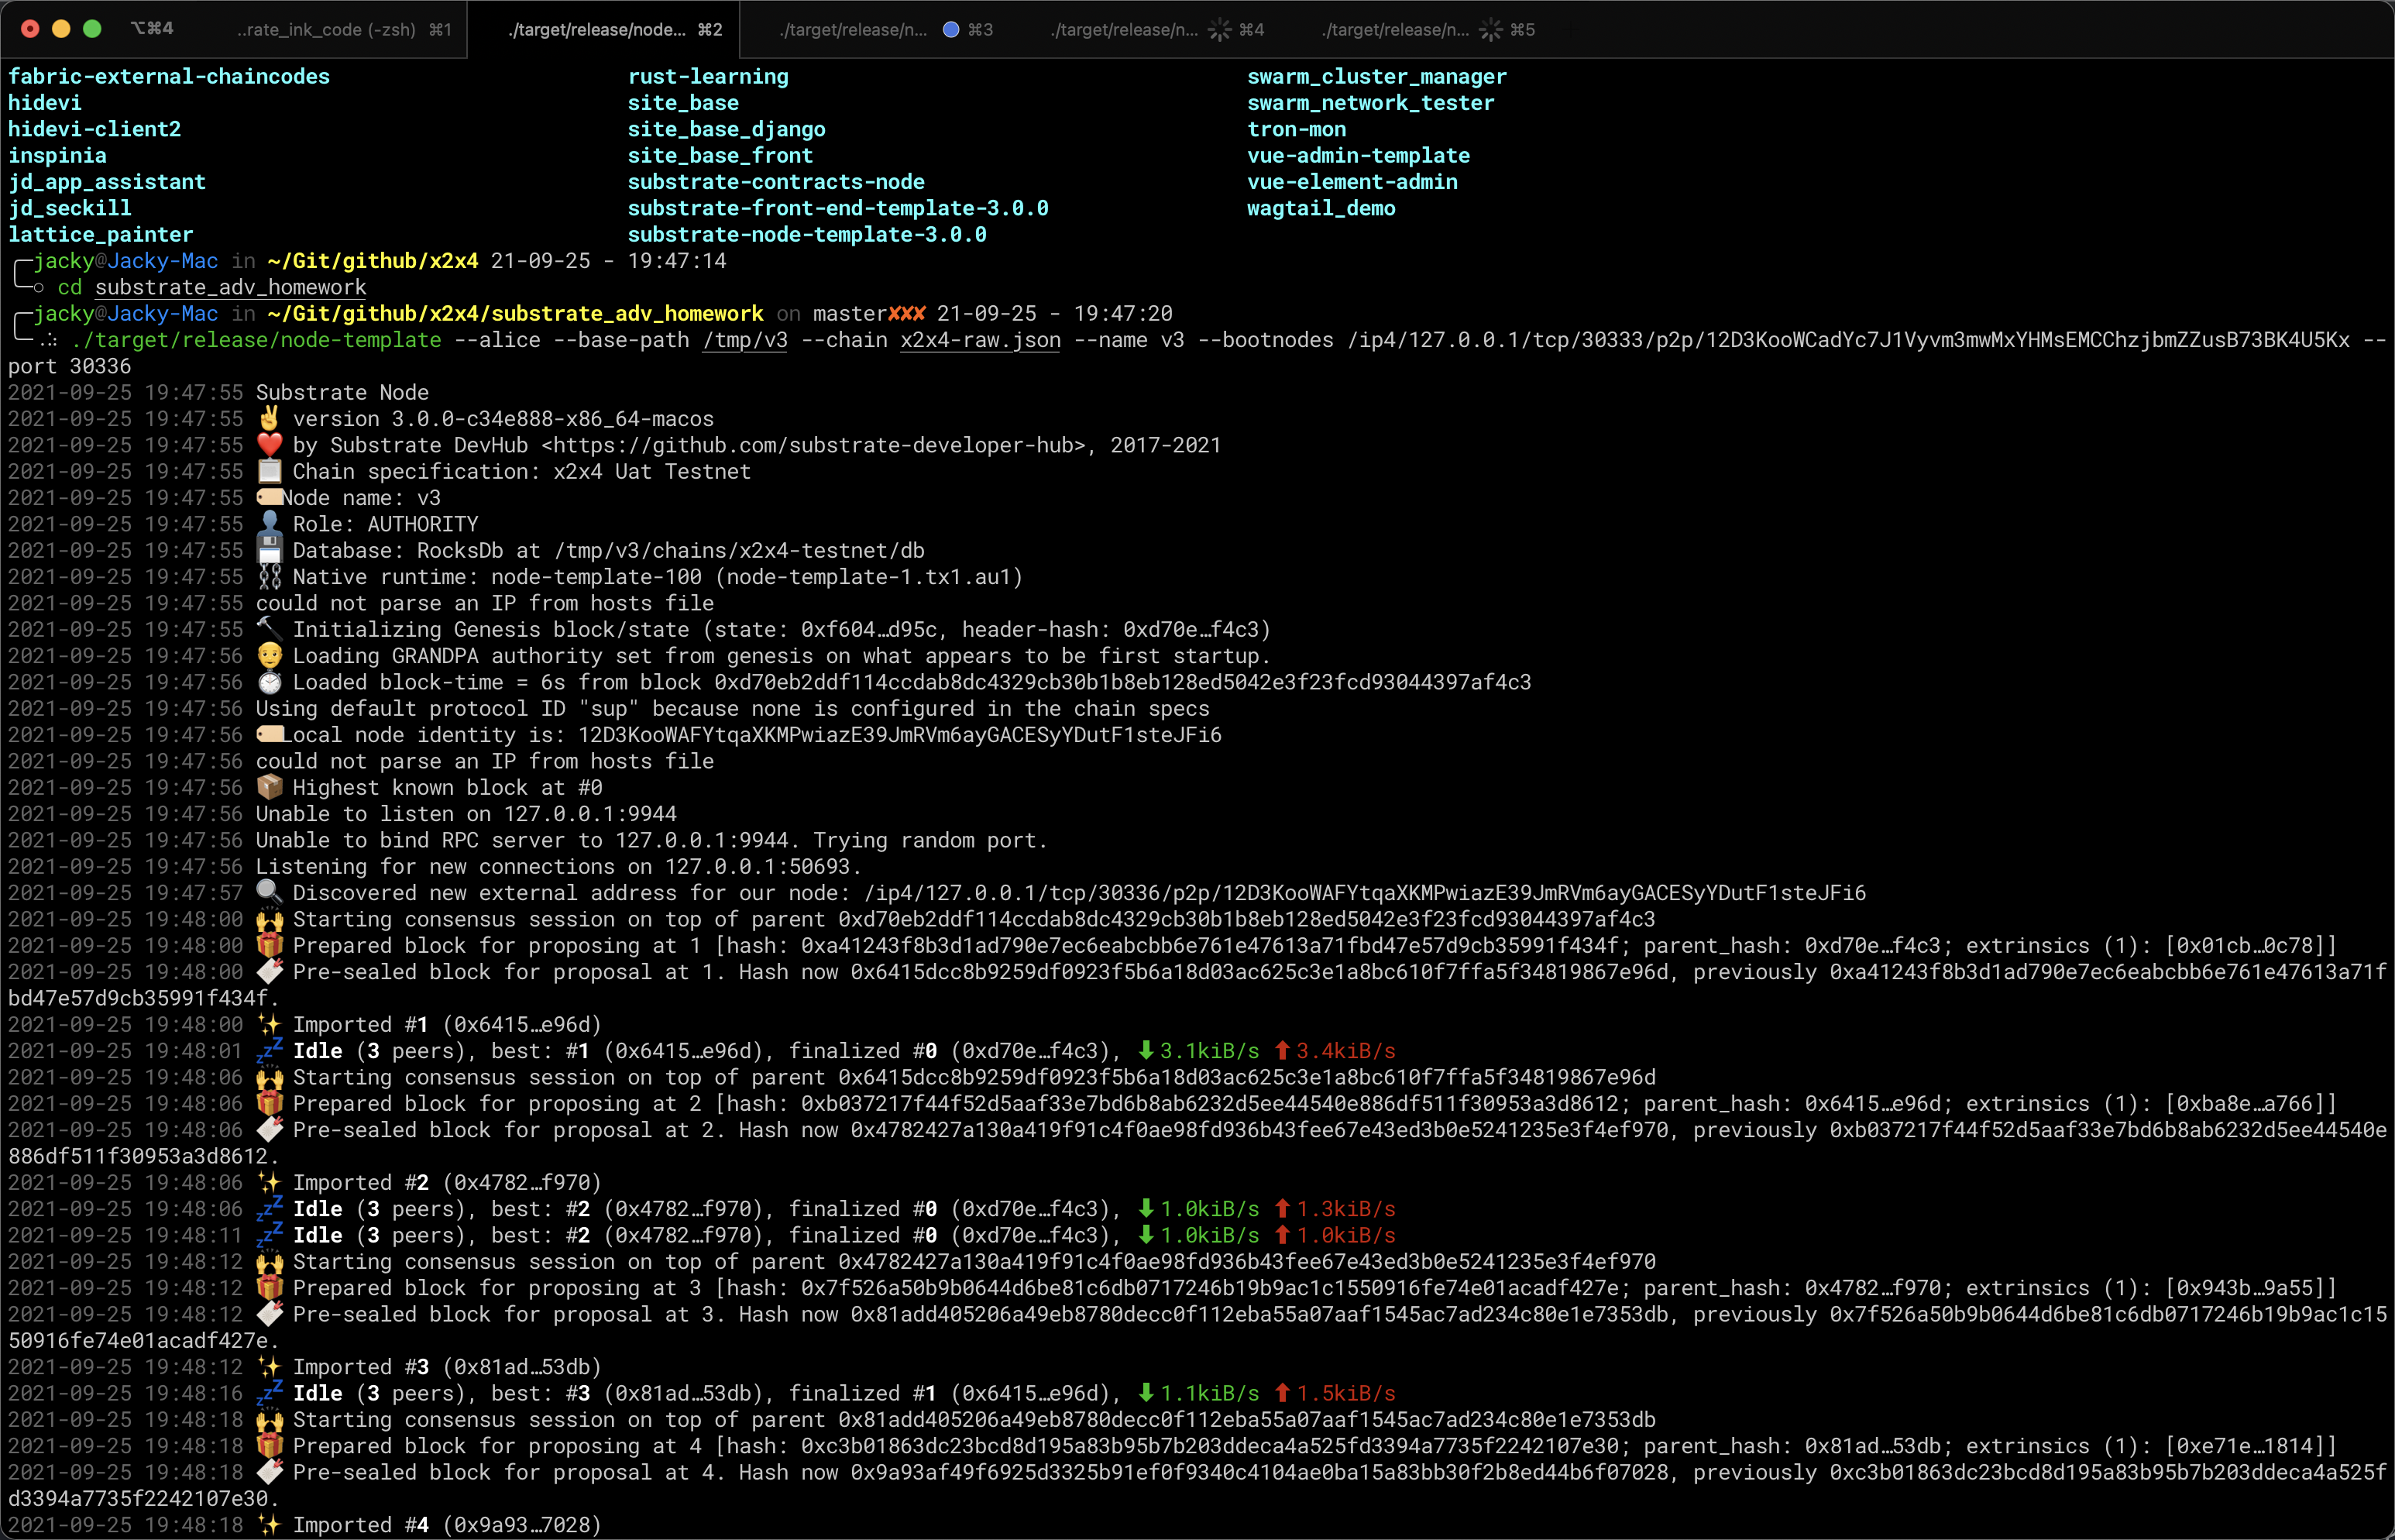 ⌥⌘4 ..rate_ink_code (-zsh) ⌘1 ./target/release/node... ⌘2 ./target/release/n... ⌘3 ./target/release/n... ⌘4 ./target/release/n... ⌘5
fabric-external-chaincodes rust-learning swarm_cluster_manager
hidevi site_base swarm_network_tester
hidevi-client2 site_base_django tron-mon
inspinia site_base_front vue-admin-template
jd_app_assistant substrate-contracts-node vue-element-admin
jd_seckill substrate-front-end-template-3.0.0 wagtail_demo
lattice_painter substrate-node-template-3.0.0
jacky@Jacky-Mac in ~/Git/github/x2x4 21-09-25 - 19:47:14
cd substrate_adv_homework
jacky@Jacky-Mac in ~/Git/github/x2x4/substrate_adv_homework on master✘✘✘ 21-09-25 - 19:47:20
./target/release/node-template --alice --base-path /tmp/v3 --chain x2x4-raw.json --name v3 --bootnodes /ip4/127.0.0.1/tcp/30333/p2p/12D3KooWCadYc7J1Vyvm3mwMxYHMsEMCChzjbmZZusB73BK4U5Kx --
port 30336
2021-09-25 19:47:55 Substrate Node
2021-09-25 19:47:55 ✌️ version 3.0.0-c34e888-x86_64-macos
2021-09-25 19:47:55 ❤️ by Substrate DevHub <https://github.com/substrate-developer-hub>, 2017-2021
2021-09-25 19:47:55 📋 Chain specification: x2x4 Uat Testnet
2021-09-25 19:47:55 🏷 Node name: v3
2021-09-25 19:47:55 👤 Role: AUTHORITY
2021-09-25 19:47:55 💾 Database: RocksDb at /tmp/v3/chains/x2x4-testnet/db
2021-09-25 19:47:55 ⛓ Native runtime: node-template-100 (node-template-1.tx1.au1)
2021-09-25 19:47:55 could not parse an IP from hosts file
2021-09-25 19:47:55 🔨 Initializing Genesis block/state (state: 0xf604…d95c, header-hash: 0xd70e…f4c3)
2021-09-25 19:47:56 👴 Loading GRANDPA authority set from genesis on what appears to be first startup.
2021-09-25 19:47:56 ⏱ Loaded block-time = 6s from block 0xd70eb2ddf114ccdab8dc4329cb30b1b8eb128ed5042e3f23fcd93044397af4c3
2021-09-25 19:47:56 Using default protocol ID "sup" because none is configured in the chain specs
2021-09-25 19:47:56 🏷 Local node identity is: 12D3KooWAFYtqaXKMPwiazE39JmRVm6ayGACESyYDutF1steJFi6
2021-09-25 19:47:56 could not parse an IP from hosts file
2021-09-25 19:47:56 📦 Highest known block at #0
2021-09-25 19:47:56 Unable to listen on 127.0.0.1:9944
2021-09-25 19:47:56 Unable to bind RPC server to 127.0.0.1:9944. Trying random port.
2021-09-25 19:47:56 Listening for new connections on 127.0.0.1:50693.
2021-09-25 19:47:57 🔍 Discovered new external address for our node: /ip4/127.0.0.1/tcp/30336/p2p/12D3KooWAFYtqaXKMPwiazE39JmRVm6ayGACESyYDutF1steJFi6
2021-09-25 19:48:00 🙌 Starting consensus session on top of parent 0xd70eb2ddf114ccdab8dc4329cb30b1b8eb128ed5042e3f23fcd93044397af4c3
2021-09-25 19:48:00 🎁 Prepared block for proposing at 1 [hash: 0xa41243f8b3d1ad790e7ec6eabcbb6e761e47613a71fbd47e57d9cb35991f434f; parent_hash: 0xd70e…f4c3; extrinsics (1): [0x01cb…0c78]]
2021-09-25 19:48:00 🔖 Pre-sealed block for proposal at 1. Hash now 0x6415dcc8b9259df0923f5b6a18d03ac625c3e1a8bc610f7ffa5f34819867e96d, previously 0xa41243f8b3d1ad790e7ec6eabcbb6e761e47613a71f
bd47e57d9cb35991f434f.
2021-09-25 19:48:00 ✨ Imported #1 (0x6415…e96d)
2021-09-25 19:48:01 💤 Idle (3 peers), best: #1 (0x6415…e96d), finalized #0 (0xd70e…f4c3), ⬇ 3.1kiB/s ⬆ 3.4kiB/s
2021-09-25 19:48:06 🙌 Starting consensus session on top of parent 0x6415dcc8b9259df0923f5b6a18d03ac625c3e1a8bc610f7ffa5f34819867e96d
2021-09-25 19:48:06 🎁 Prepared block for proposing at 2 [hash: 0xb037217f44f52d5aaf33e7bd6b8ab6232d5ee44540e886df511f30953a3d8612; parent_hash: 0x6415…e96d; extrinsics (1): [0xba8e…a766]]
2021-09-25 19:48:06 🔖 Pre-sealed block for proposal at 2. Hash now 0x4782427a130a419f91c4f0ae98fd936b43fee67e43ed3b0e5241235e3f4ef970, previously 0xb037217f44f52d5aaf33e7bd6b8ab6232d5ee44540e
886df511f30953a3d8612.
2021-09-25 19:48:06 ✨ Imported #2 (0x4782…f970)
2021-09-25 19:48:06 💤 Idle (3 peers), best: #2 (0x4782…f970), finalized #0 (0xd70e…f4c3), ⬇ 1.0kiB/s ⬆ 1.3kiB/s
2021-09-25 19:48:11 💤 Idle (3 peers), best: #2 (0x4782…f970), finalized #0 (0xd70e…f4c3), ⬇ 1.0kiB/s ⬆ 1.0kiB/s
2021-09-25 19:48:12 🙌 Starting consensus session on top of parent 0x4782427a130a419f91c4f0ae98fd936b43fee67e43ed3b0e5241235e3f4ef970
2021-09-25 19:48:12 🎁 Prepared block for proposing at 3 [hash: 0x7f526a50b9b0644d6be81c6db0717246b19b9ac1c1550916fe74e01acadf427e; parent_hash: 0x4782…f970; extrinsics (1): [0x943b…9a55]]
2021-09-25 19:48:12 🔖 Pre-sealed block for proposal at 3. Hash now 0x81add405206a49eb8780decc0f112eba55a07aaf1545ac7ad234c80e1e7353db, previously 0x7f526a50b9b0644d6be81c6db0717246b19b9ac1c15
50916fe74e01acadf427e.
2021-09-25 19:48:12 ✨ Imported #3 (0x81ad…53db)
2021-09-25 19:48:16 💤 Idle (3 peers), best: #3 (0x81ad…53db), finalized #1 (0x6415…e96d), ⬇ 1.1kiB/s ⬆ 1.5kiB/s
2021-09-25 19:48:18 🙌 Starting consensus session on top of parent 0x81add405206a49eb8780decc0f112eba55a07aaf1545ac7ad234c80e1e7353db
2021-09-25 19:48:18 🎁 Prepared block for proposing at 4 [hash: 0xc3b01863dc23bcd8d195a83b95b7b203ddeca4a525fd3394a7735f2242107e30; parent_hash: 0x81ad…53db; extrinsics (1): [0xe71e…1814]]
2021-09-25 19:48:18 🔖 Pre-sealed block for proposal at 4. Hash now 0x9a93af49f6925d3325b91ef0f9340c4104ae0ba15a83bb30f2b8ed44b6f07028, previously 0xc3b01863dc23bcd8d195a83b95b7b203ddeca4a525f
d3394a7735f2242107e30.
2021-09-25 19:48:18 ✨ Imported #4 (0x9a93…7028)